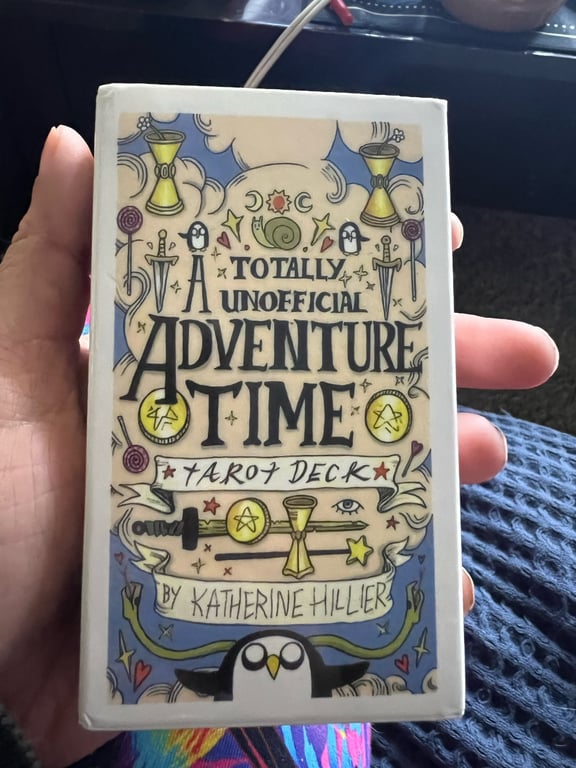 A TOTALLY
UNOFFICIAL
ADVENTURE
TIME
TAROT DECK
BY KATHERINE HILLIER